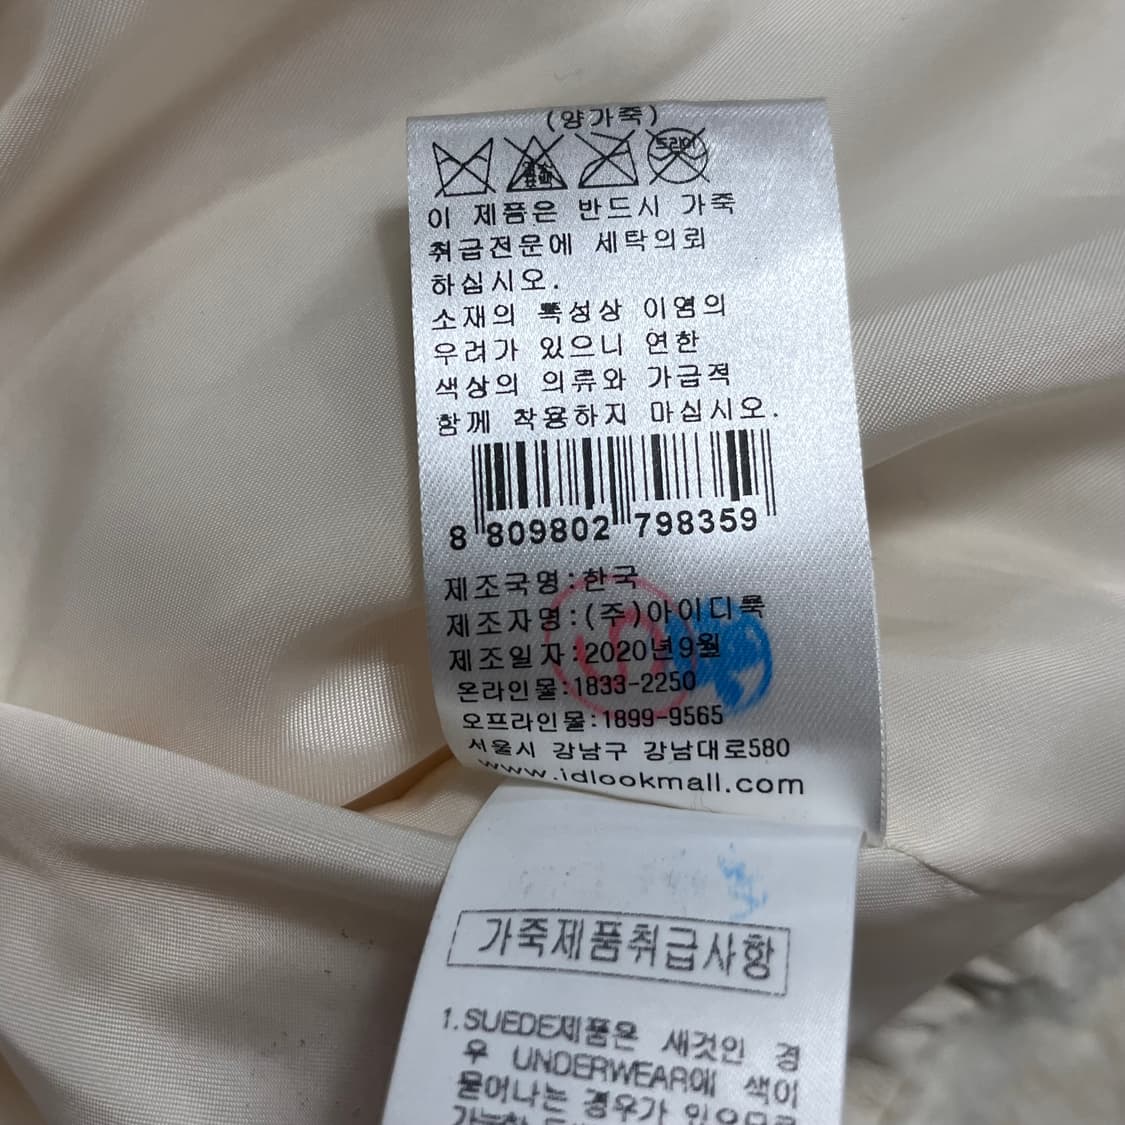 (양가죽)
드라이
이 제품은 반드시 가죽
취급전문에 세탁의뢰
하십시오.
소재의 특성상 이염의
우려가 있으니 연한
색상의 의류와 가급적
함께 착용하지 마십시오.
8 809802 798359
제조국명:한국
제조자명:(주)아이디룩
제조일자:2020년9월
온라인몰:1833-2250
오프라인몰:1899-9565
서울시 강남구 강남대로580
www.idlookmall.com
가죽제품취급사항
1.SUEDE제품은 새것인 경
우 UNDERWEAR에 색이
묻어나는 경우가 있으므로